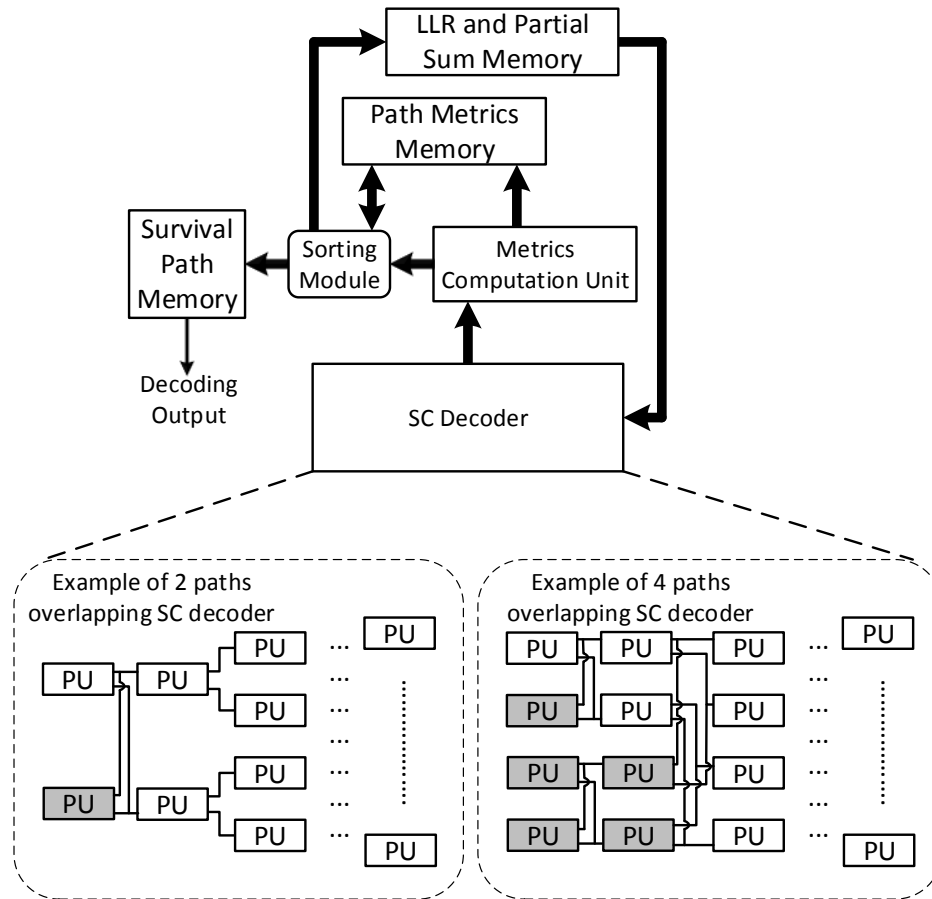 LLR and Partial
Sum Memory
Path Metrics
Memory
Survival
Path
Memory
Sorting
Module
Metrics
Computation Unit
Decoding
Output
SC Decoder
Example of 2 paths
overlapping SC decoder
PU
PU
PU
PU
PU
PU
PU
PU
PU
PU
...
...
...
...
...
...
Example of 4 paths
overlapping SC decoder
PU
PU
PU
PU
PU
PU
PU
PU
PU
PU
PU
PU
PU
PU
...
...
...
...
...
...